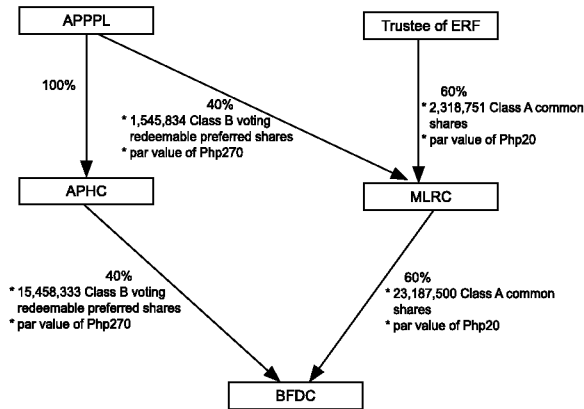 APPPL
Trustee of ERF
100%
40%
* 1,545,834 Class B voting
redeemable preferred shares
* par value of Php270
60%
* 2,318,751 Class A common
shares
* par value of Php20
APHC
MLRC
40%
* 15,458,333 Class B voting
redeemable preferred shares
* par value of Php270
60%
* 23,187,500 Class A common
shares
* par value of Php20
BFDC